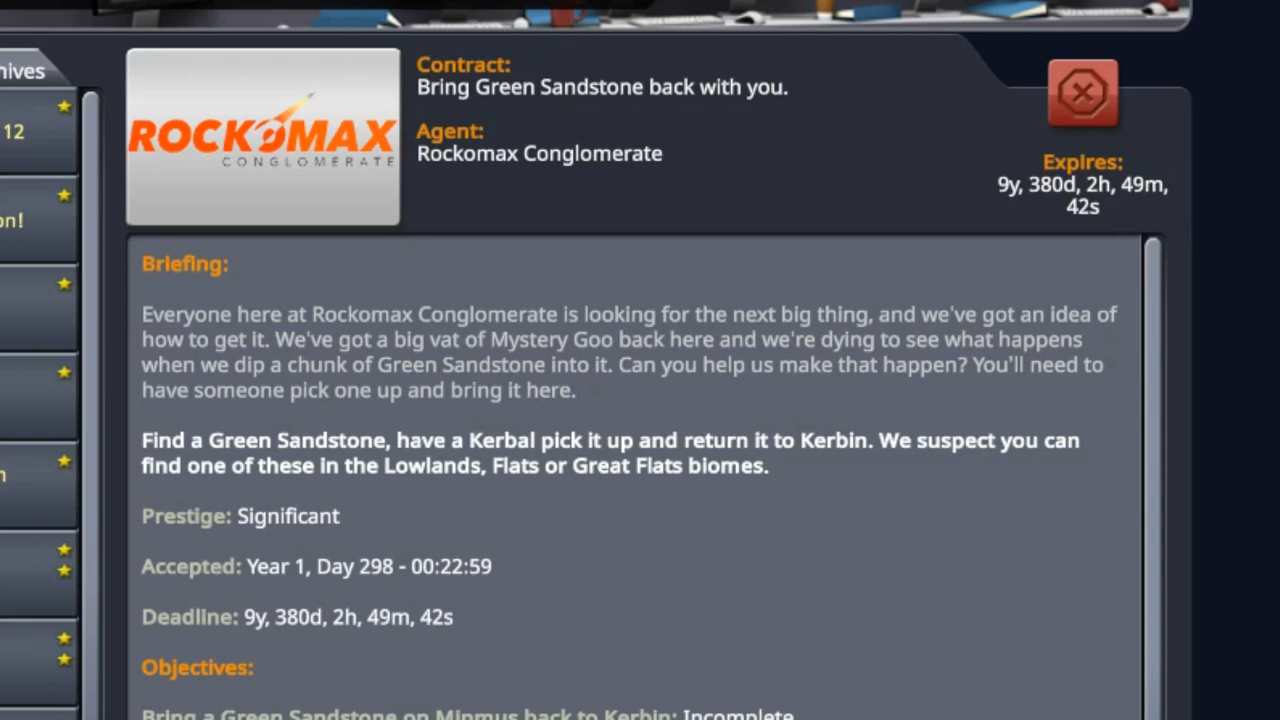 hives
Contract:
Bring Green Sandstone back with you.
ROCKOMAX
CONGLOMERATE
Agent:
Rockomax Conglomerate
Expires:
9y, 380d, 2h, 49m,
42s
12
on!
Briefing:
Everyone here at Rockomax Conglomerate is looking for the next big thing, and we've got an idea of
how to get it. We've got a big vat of Mystery Goo back here and we're dying to see what happens
when we dip a chunk of Green Sandstone into it. Can you help us make that happen? You'll need to
have someone pick one up and bring it here.
Find a Green Sandstone, have a Kerbal pick it up and return it to Kerbin. We suspect you can
find one of these in the Lowlands, Flats or Great Flats biomes.
Prestige: Significant
Accepted: Year 1, Day 298 - 00:22:59
Deadline: 9y, 380d, 2h, 49m, 42s
Objectives:
Bring a Green Sandstone on Minmus back to Kerbin: Incomplete